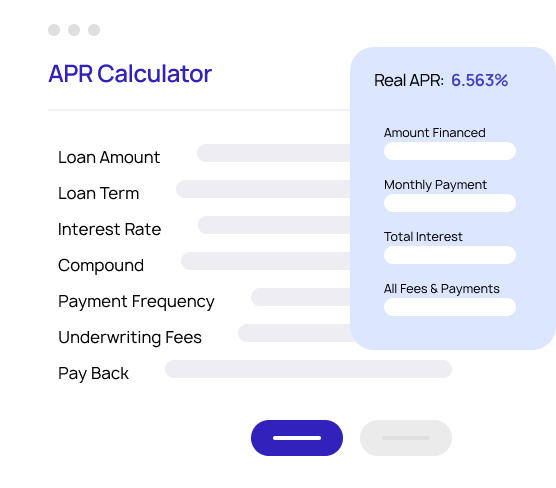 APR Calculator
Loan Amount
Loan Term
Interest Rate
Compound
Payment Frequency
Underwriting Fees
Pay Back
Real APR: 6.563%
Amount Financed
Monthly Payment
Total Interest
All Fees & Payments